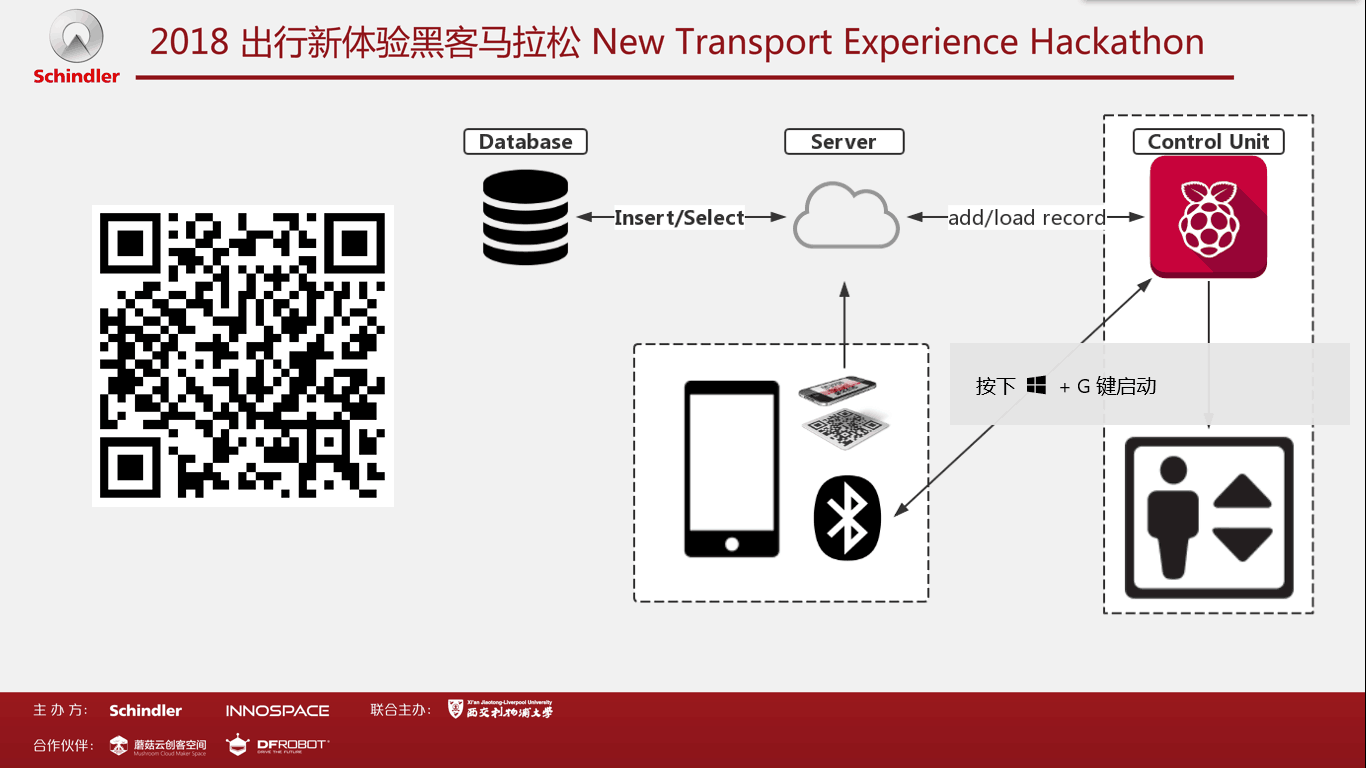 Schindler
2018 出行新体验黑客马拉松 New Transport Experience Hackathon
Database
Server
Control Unit
Insert/Select
add/load record
按下 + G 键启动
主 办 方： Schindler INNOSPACE 联合主办： Xi'an Jiaotong-Liverpool University
西交利物浦大学
合作伙伴： 蘑菇云创客空间 DFROBOT
Mushroom Cloud Maker Space DRIVE THE FUTURE